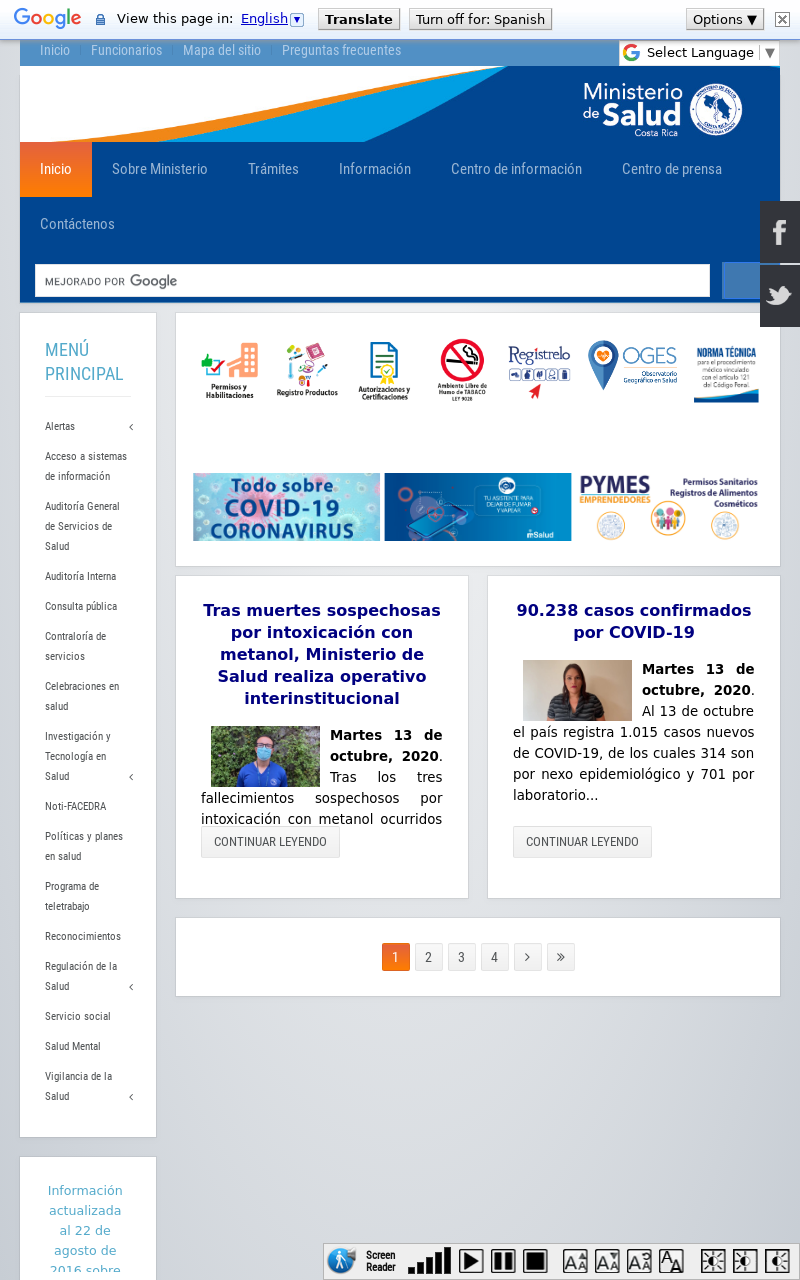 Google View this page in: English Translate Turn off for: Spanish Options ▼
Inicio Funcionarios Mapa del sitio Preguntas frecuentes
Select Language ▼
Ministerio
de Salud
Costa Rica
Inicio Sobre Ministerio Trámites Información Centro de información Centro de prensa
Contáctenos
MEJORADO POR Google
MENÚ
PRINCIPAL
Alertas
Acceso a sistemas
de información
Auditoría General
de Servicios de
Salud
Auditoría Interna
Consulta pública
Contraloría de
servicios
Celebraciones en
salud
Investigación y
Tecnología en
Salud
Noti-FACEDRA
Políticas y planes
en salud
Programa de
teletrabajo
Reconocimientos
Regulación de la
Salud
Servicio social
Salud Mental
Vigilancia de la
Salud
Información
actualizada
al 22 de
agosto de
2016 sobre
Permisos y
Habilitaciones
Registro Productos
Autorizaciones y
Certificaciones
Ambiente Libre de
Humo de TABACO
LEY 9028
Regístrelo
OGES
Observatorio
Geográfico en Salud
NORMA TÉCNICA
para el procedimiento
médico vinculado
con el artículo 121
del Código Penal.
Todo sobre
COVID-19
CORONAVIRUS
TU ASISTENTE PARA
DEJAR DE FUMAR
Y VAPEAR
mSalud
PYMES
EMPRENDEDORES
Permisos Sanitarios
Registros de Alimentos
Cosméticos
Tras muertes sospechosas
por intoxicación con
metanol, Ministerio de
Salud realiza operativo
interinstitucional
Martes 13 de
octubre, 2020.
Tras los tres
fallecimientos sospechosos por
intoxicación con metanol ocurridos
CONTINUAR LEYENDO
90.238 casos confirmados
por COVID-19
Martes 13 de
octubre, 2020.
Al 13 de octubre
el país registra 1.015 casos nuevos
de COVID-19, de los cuales 314 son
por nexo epidemiológico y 701 por
laboratorio...
CONTINUAR LEYENDO
1 2 3 4 › »
Screen
Reader